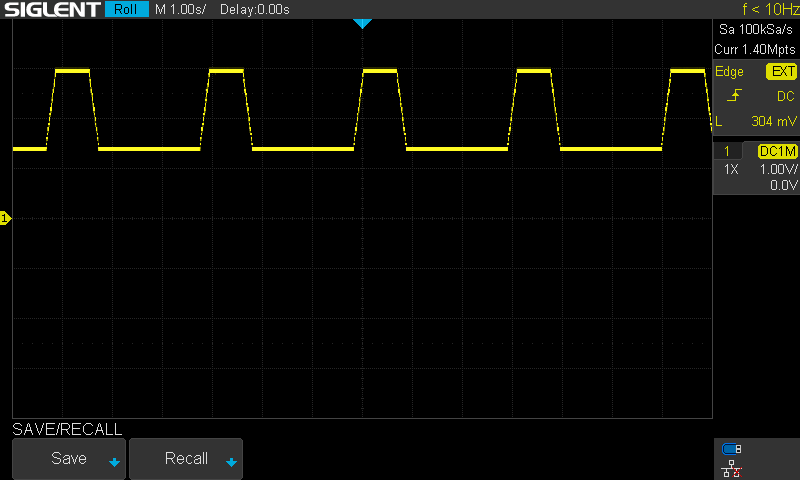 SIGLENT Roll M 1.00s/ Delay:0.00s f < 10Hz
Sa 100kSa/s
Curr 1.40Mpts
Edge EXT
DC
L 304 mV
1 DC1M
1X 1.00V/
0.0V
1
SAVE/RECALL
Save Recall